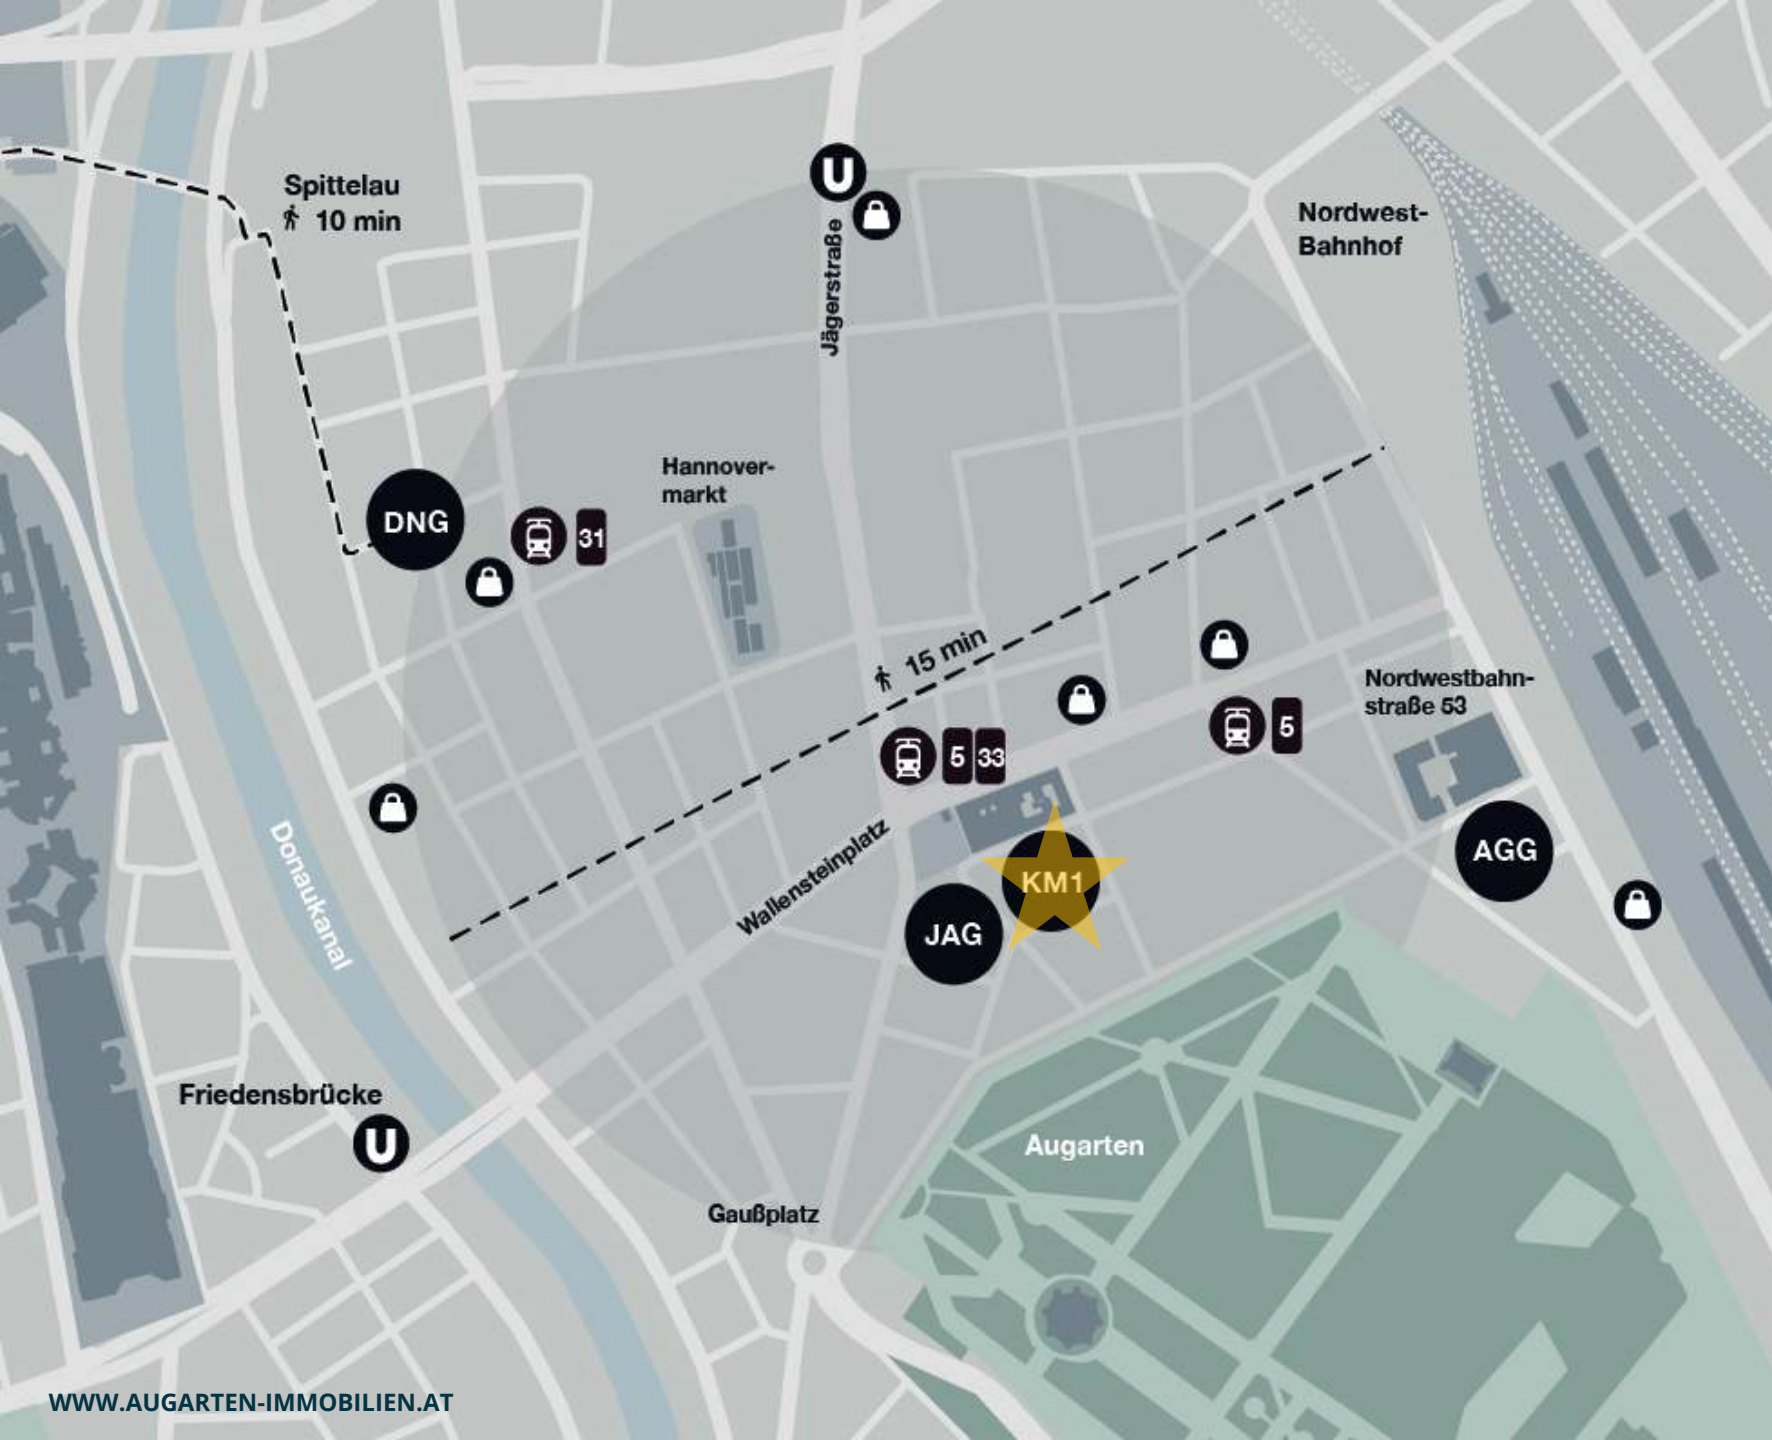 Spittelau
10 min
U
Jägerstraße
Nordwest-
Bahnhof
Hannover-
markt
DNG
31
15 min
Nordwestbahn-
straße 53
5
5 33
Wallensteinplatz
KM1
JAG
AGG
Donaukanal
Friedensbrücke
U
Augarten
Gaußplatz
WWW.AUGARTEN-IMMOBILIEN.AT